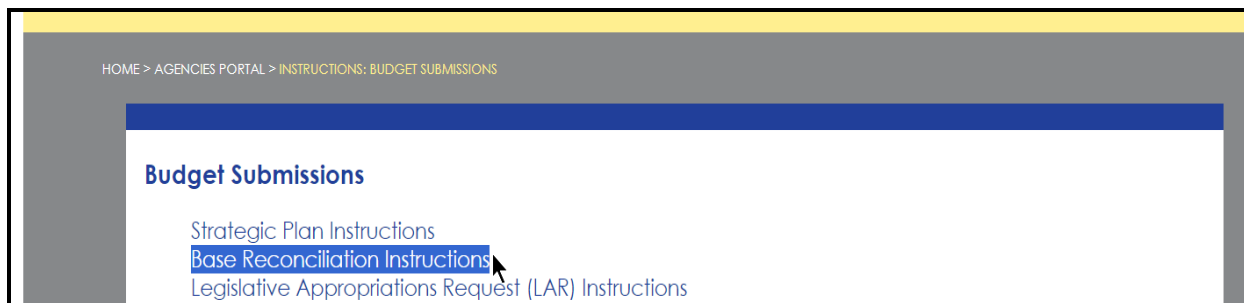 HOME > AGENCIES PORTAL > INSTRUCTIONS: BUDGET SUBMISSIONS
Budget Submissions
Strategic Plan Instructions
Base Reconciliation Instructions
Legislative Appropriations Request (LAR) Instructions